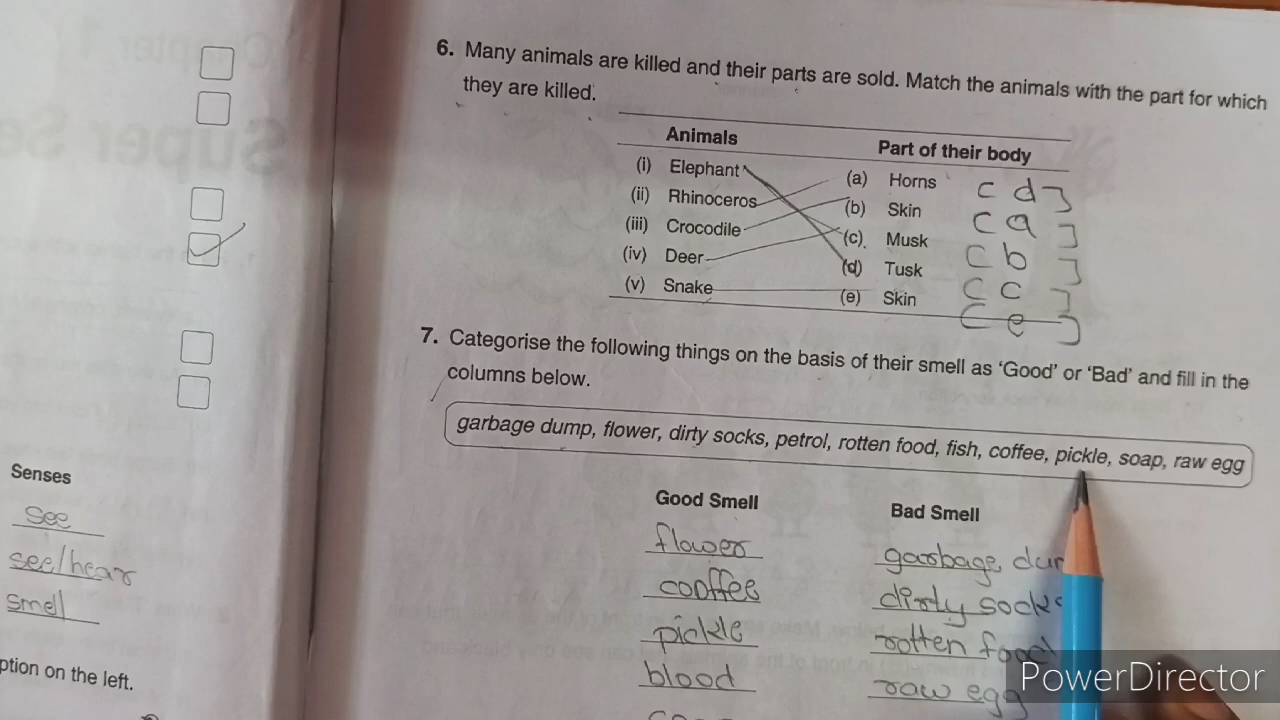 6. Many animals are killed and their parts are sold. Match the animals with the part for which
they are killed.
Animals Part of their body
(i) Elephant (a) Horns c d ]
(ii) Rhinoceros (b) Skin c a ]
(iii) Crocodile (c) Musk c b ]
(iv) Deer (d) Tusk c c ]
(v) Snake (e) Skin c e ]
7. Categorise the following things on the basis of their smell as 'Good' or 'Bad' and fill in the
columns below.
garbage dump, flower, dirty socks, petrol, rotten food, fish, coffee, pickle, soap, raw egg
Good Smell Bad Smell
flower garbage dum
cooffee dirty socks
pickle rotten food
blood raw egg
Senses
see
see/hear
smell
ption on the left.
PowerDirector